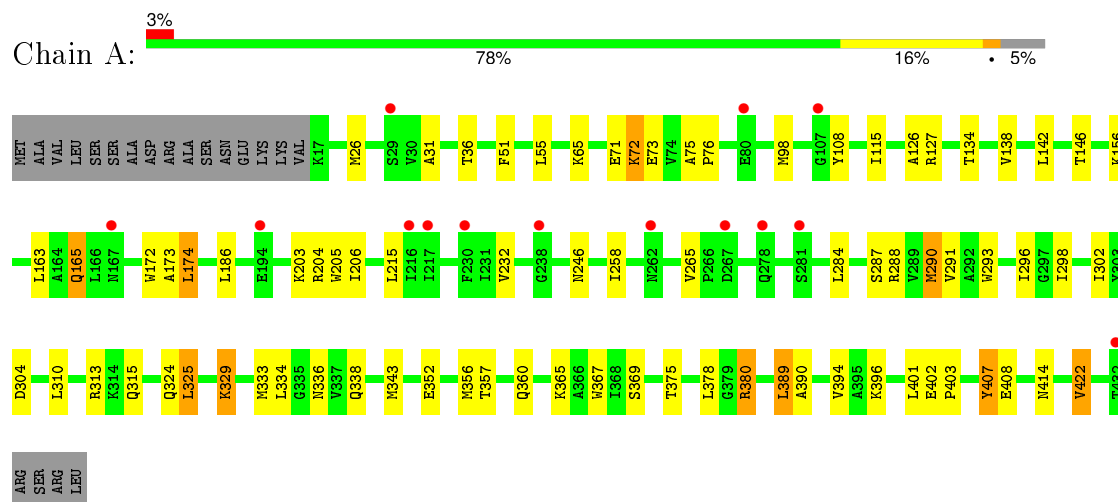 3%
Chain A:
78% 16% • 5%
MET ALA VAL LEU SER SER ALA ASP ARG ALA SER ASN GLU LYS LYS VAL K17 M26 S29 V30 A31 T36 F51 L55 K65 E71 K72 E73 V74 A75 P76 E80 M98 G107 Y108 I115 A126 R127 T134 V138 L142 T146
L163 A164 Q165 L166 N167 W172 A173 L174 L186 E194 K203 R204 W205 I206 L215 I216 I217 F230 I231 V232 G238 N246 I258 N262 V265 P266 D267 Q278 S281 L284 S287 R288 V289 M290 V291 A292 W293 I296 G297 I298 I302
D304 L310 R313 K314 Q315 Q324 L325 K329 M333 L334 G335 N336 V337 Q338 M343 E352 M356 T357 Q360 K365 A366 W367 I368 S369 T375 L378 G379 R380 L389 A390 V394 A395 K396 L401 E402 P403 Y407 E408 N414 V422
ARG SER ARG LEU